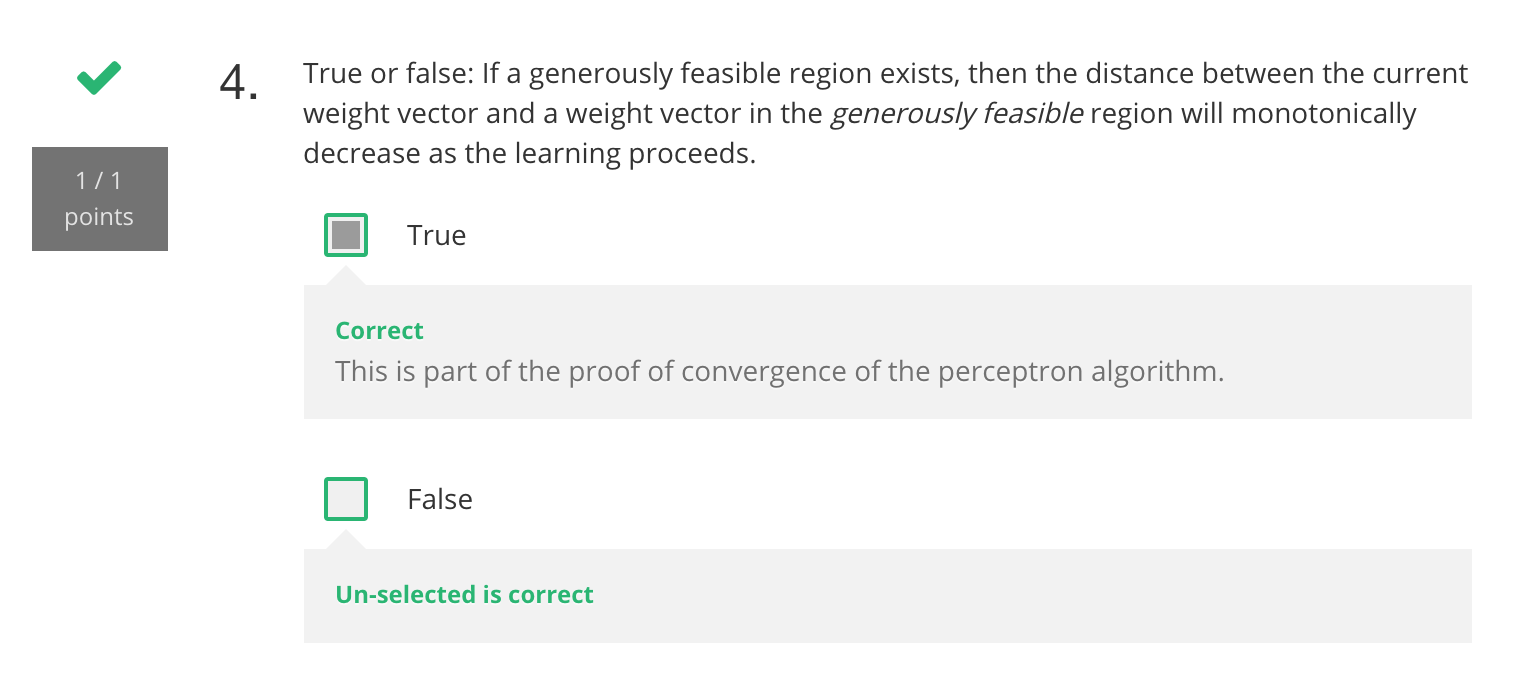 4.
True or false: If a generously feasible region exists, then the distance between the current
weight vector and a weight vector in the generously feasible region will monotonically
decrease as the learning proceeds.
1 / 1
points
True
Correct
This is part of the proof of convergence of the perceptron algorithm.
False
Un-selected is correct